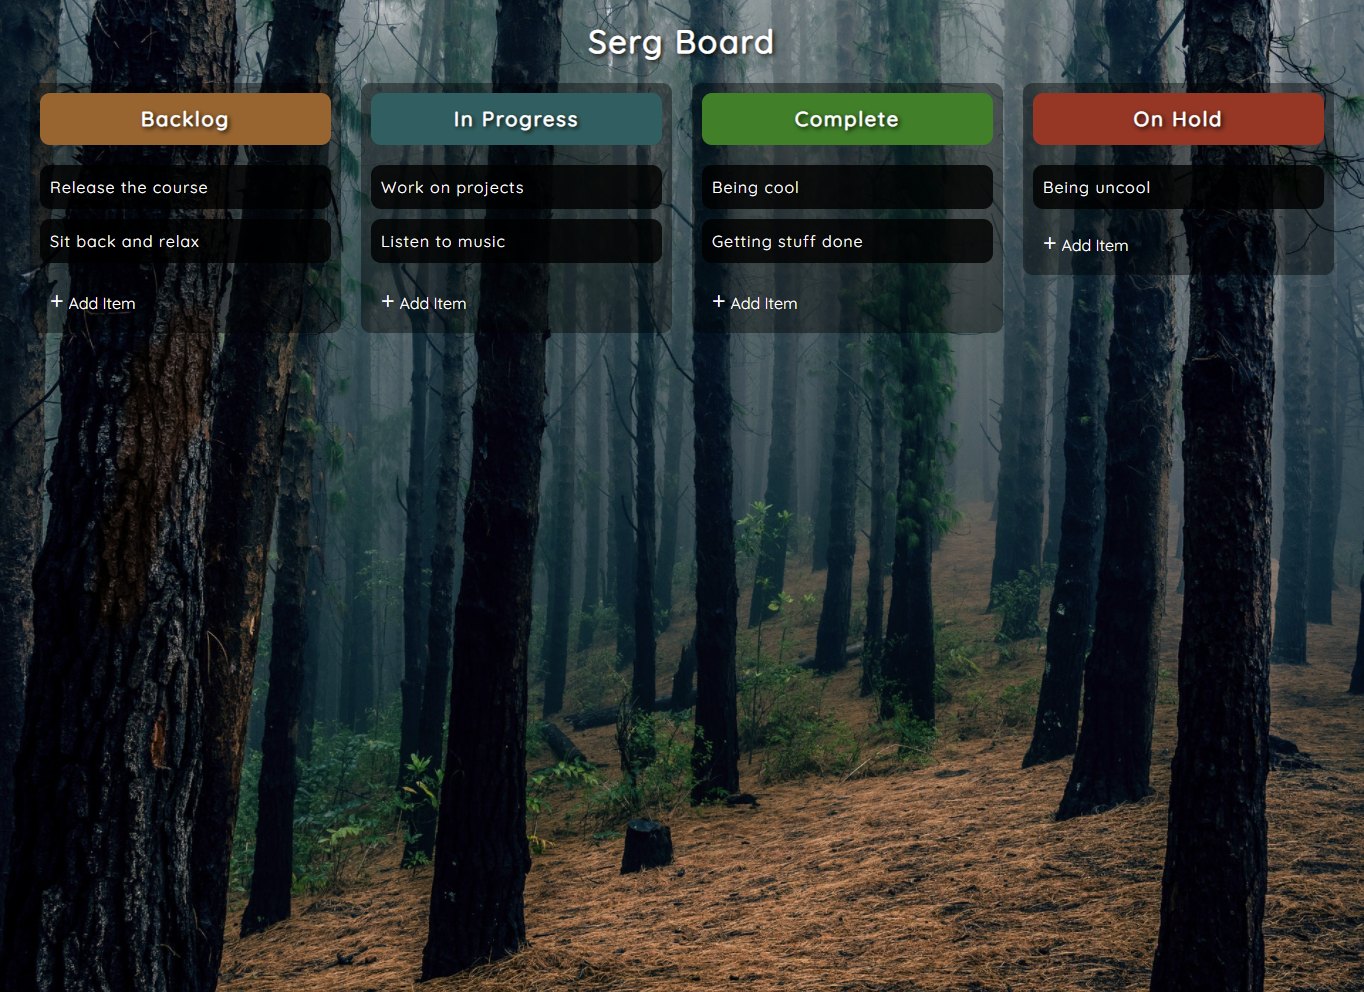 Serg Board
Backlog
Release the course
Sit back and relax
+ Add Item
In Progress
Work on projects
Listen to music
+ Add Item
Complete
Being cool
Getting stuff done
+ Add Item
On Hold
Being uncool
+ Add Item